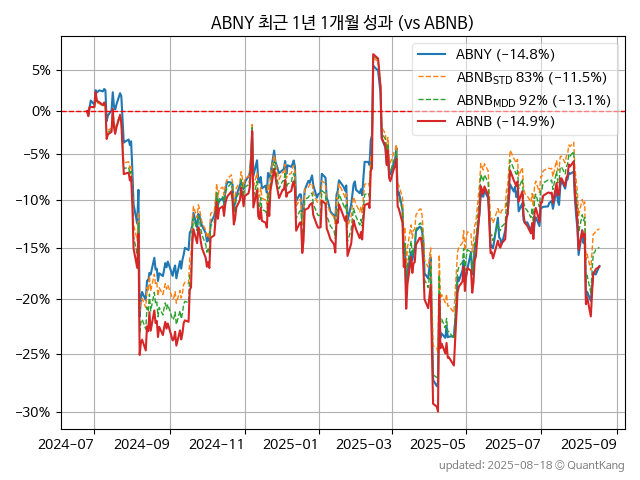 ABNY 최근 1년 1개월 성과 (vs ABNB)
ABNY (−14.8%)
ABNB_STD 83% (−11.5%)
ABNB_MDD 92% (−13.1%)
ABNB (−14.9%)
5%
0%
−5%
−10%
−15%
−20%
−25%
−30%
2024-07 2024-09 2024-11 2025-01 2025-03 2025-05 2025-07 2025-09
updated: 2025-08-18 © QuantKang